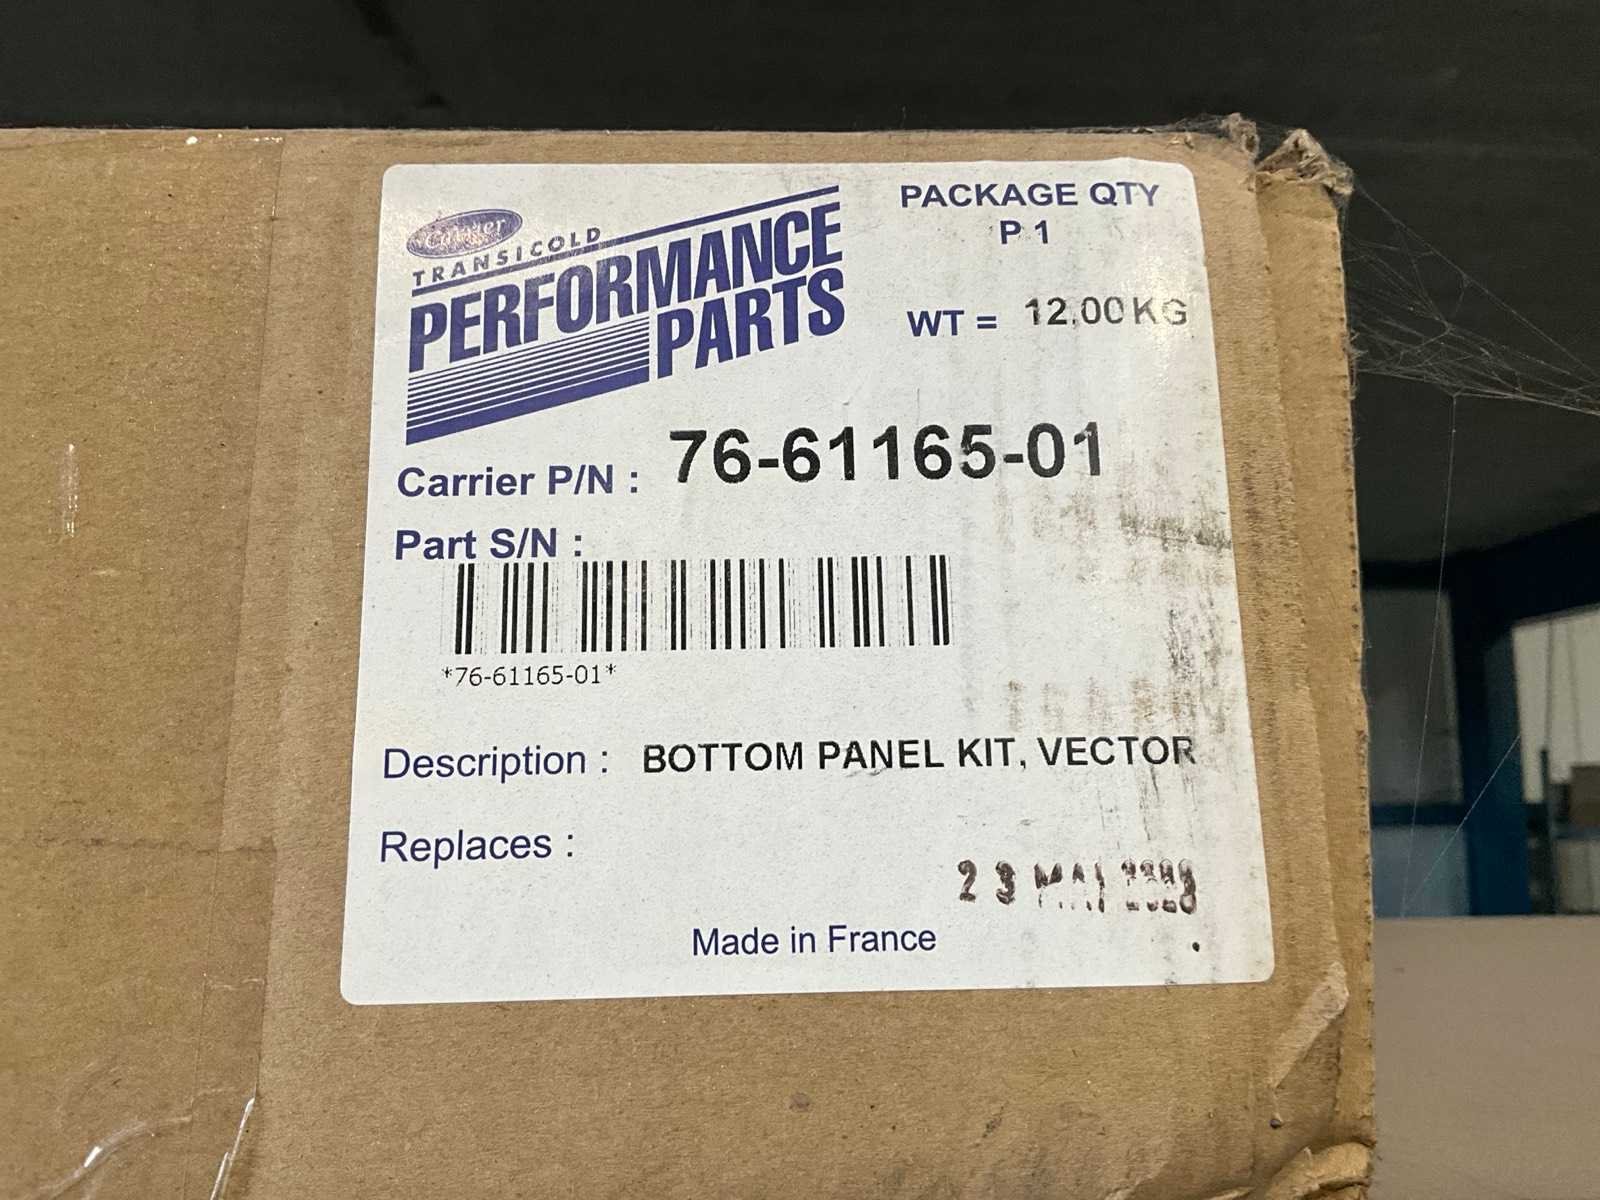 Carrier
TRANSICOLD
PERFORMANCE
PARTS
PACKAGE QTY
P 1
WT = 12,00 KG
Carrier P/N : 76-61165-01
Part S/N :
*76-61165-01*
Description : BOTTOM PANEL KIT, VECTOR
Replaces :
23 MAI
Made in France